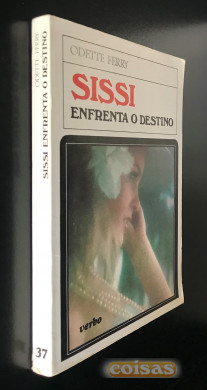 ODETTE FERRY
SISSI
ENFRENTA O DESTINO
verbo
ODETTE FERRY
SISSI ENFRENTA O DESTINO
37
coisas